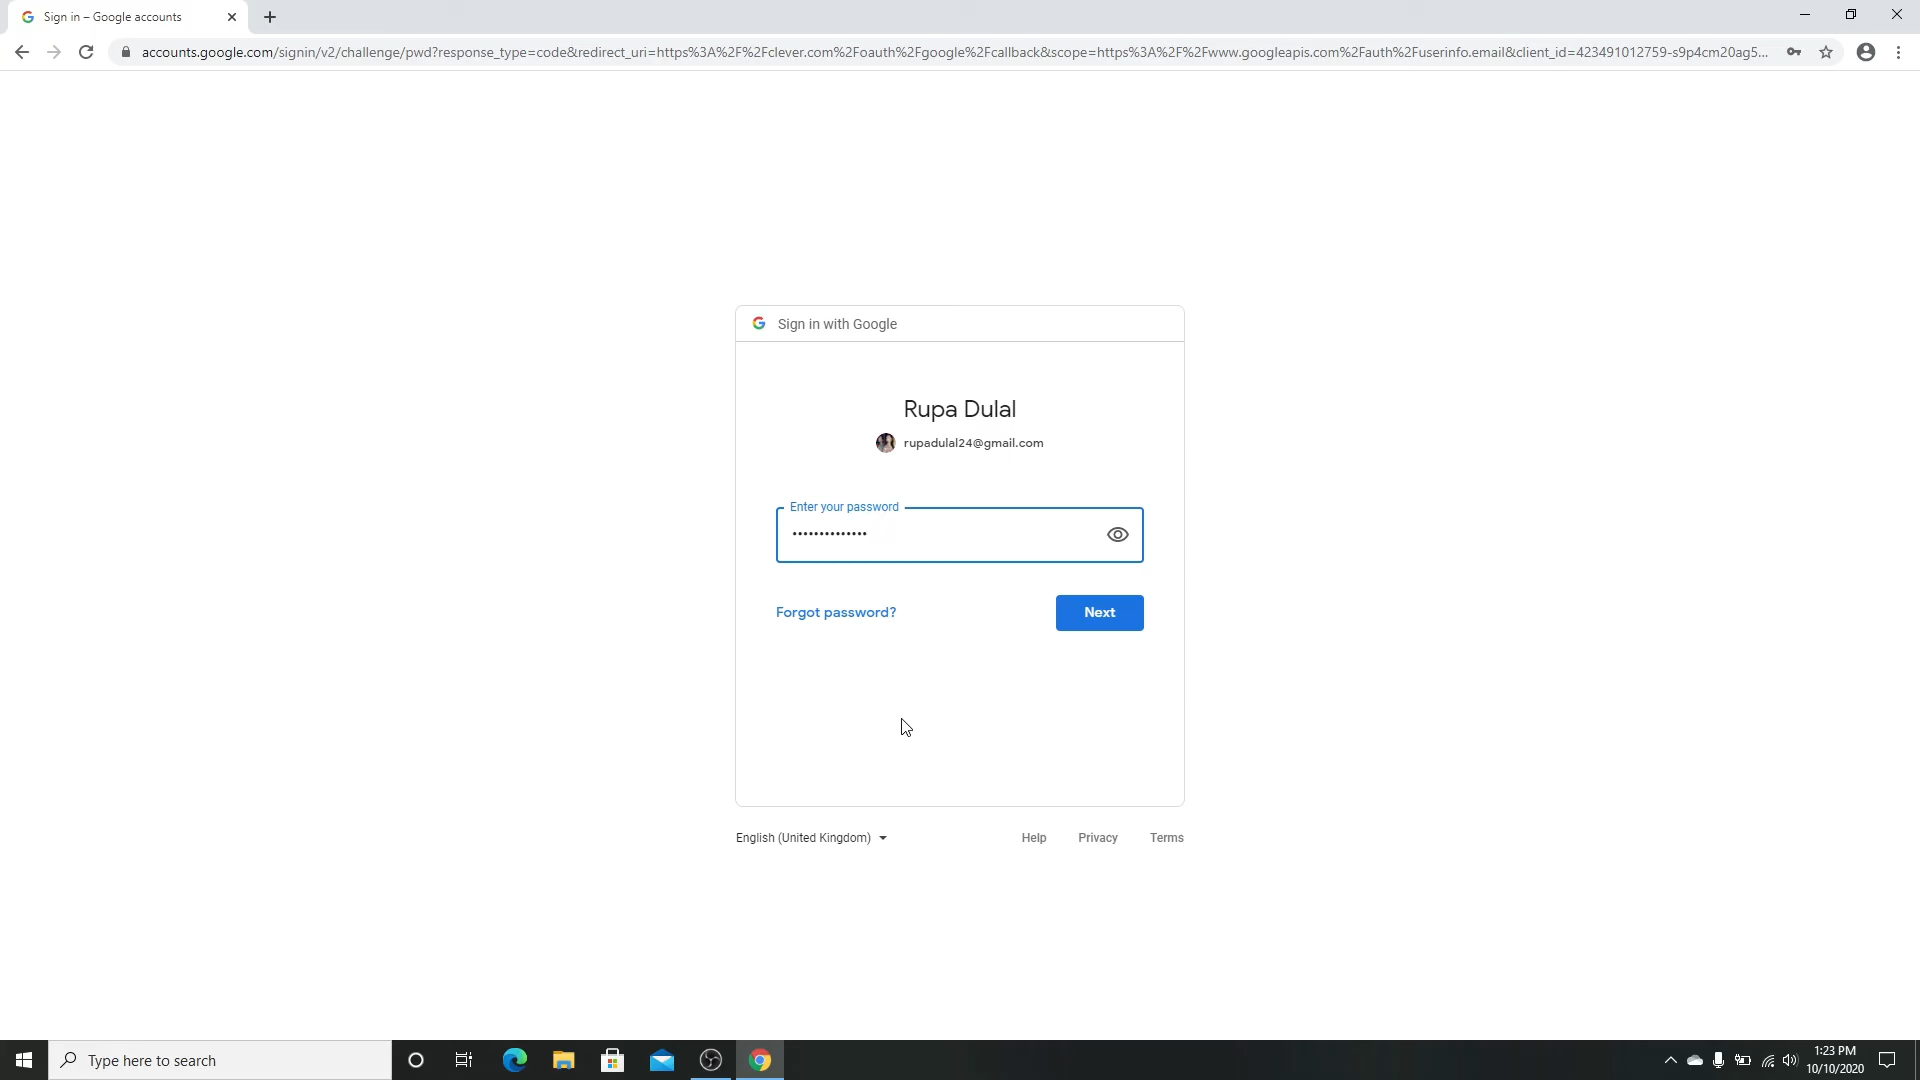 Sign in – Google accounts
accounts.google.com/signin/v2/challenge/pwd?response_type=code&redirect_uri=https%3A%2F%2Fclever.com%2Foauth%2Fgoogle%2Fcallback&scope=https%3A%2F%2Fwww.googleapis.com%2Fauth%2Fuserinfo.email&client_id=423491012759-s9p4cm20ag5...
Sign in with Google
Rupa Dulal
rupadulal24@gmail.com
Enter your password
••••••••••••••
Forgot password?
Next
English (United Kingdom)
Help Privacy Terms
Type here to search
1:23 PM
10/10/2020